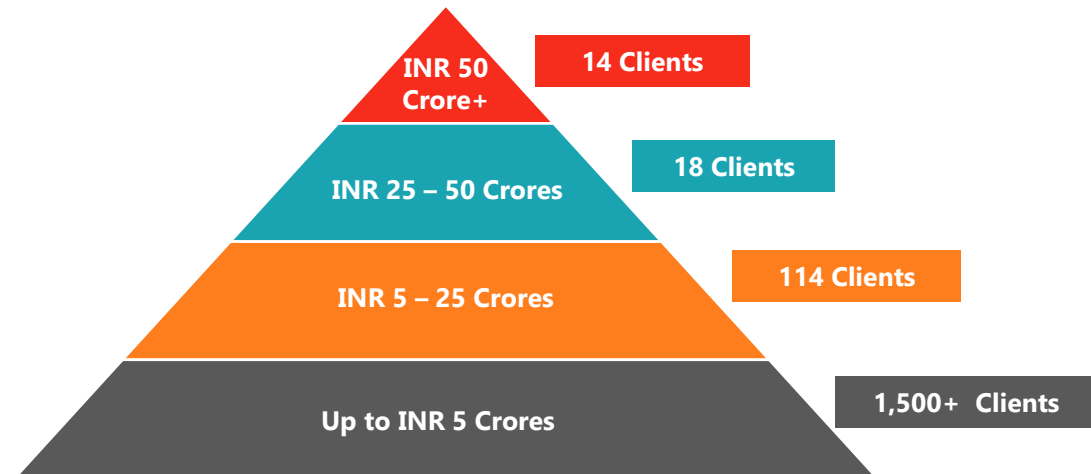 INR 50
Crore+
14 Clients
INR 25 – 50 Crores
18 Clients
INR 5 – 25 Crores
114 Clients
Up to INR 5 Crores
1,500+  Clients